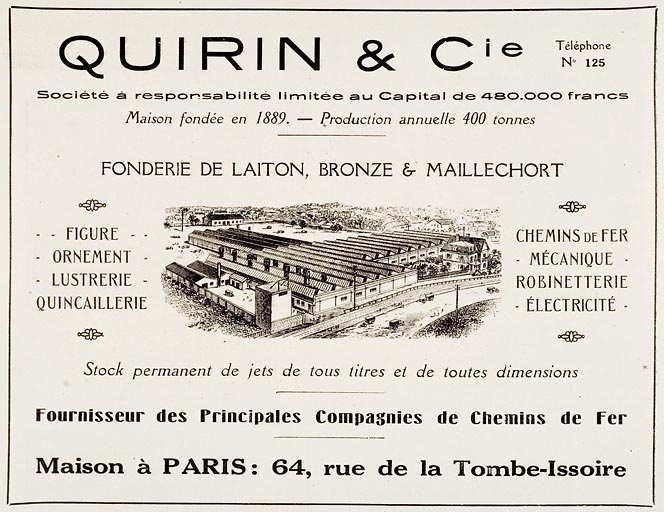 QUIRIN & Cie
Téléphone
No 125
Société à responsabilité limitée au Capital de 480.000 francs
Maison fondée en 1889. — Production annuelle 400 tonnes
FONDERIE DE LAITON, BRONZE & MAILLECHORT
- - FIGURE - -
- ORNEMENT -
- LUSTRERIE -
QUINCAILLERIE
CHEMINS DE FER
- MÉCANIQUE -
ROBINETTERIE
- ÉLECTRICITÉ -
Stock permanent de jets de tous titres et de toutes dimensions
Fournisseur des Principales Compagnies de Chemins de Fer
Maison à PARIS : 64, rue de la Tombe-Issoire